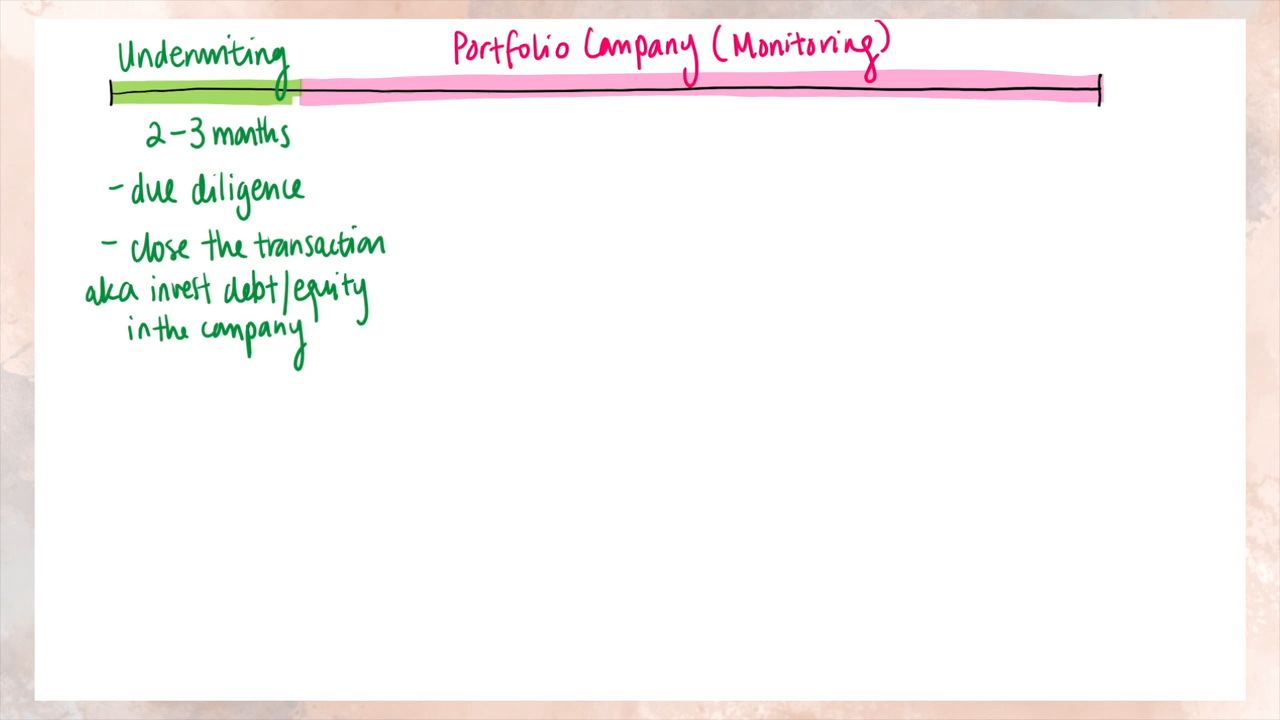 Underwriting
Portfolio Company (Monitoring)
2-3 months
- due diligence
- close the transaction
aka invest debt/equity
in the company